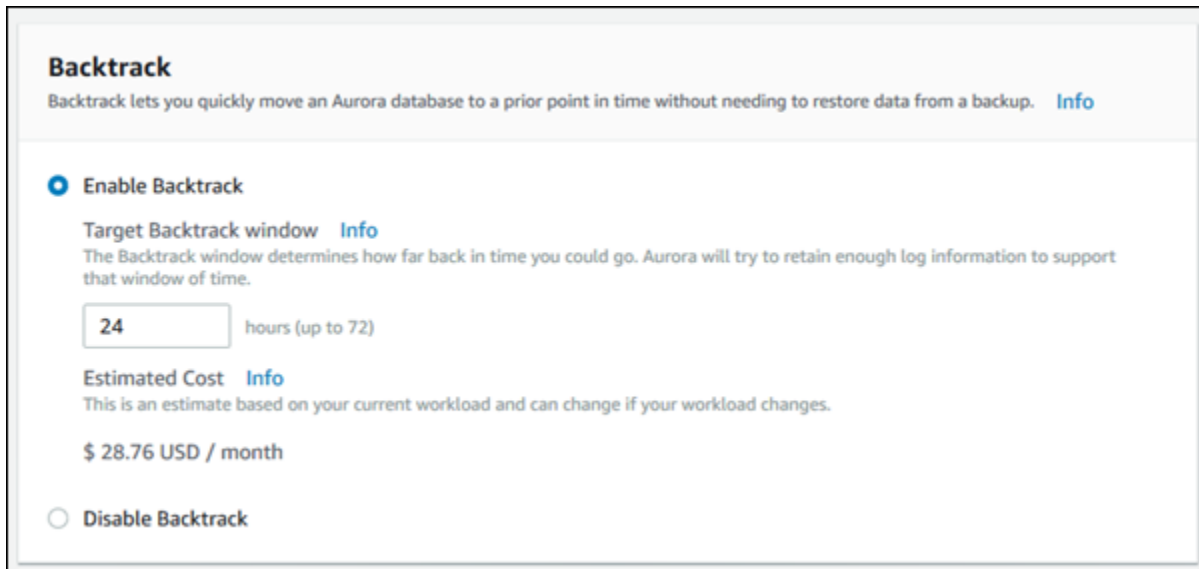 Backtrack
Backtrack lets you quickly move an Aurora database to a prior point in time without needing to restore data from a backup. Info
Enable Backtrack
Target Backtrack window Info
The Backtrack window determines how far back in time you could go. Aurora will try to retain enough log information to support
that window of time.
24 hours (up to 72)
Estimated Cost Info
This is an estimate based on your current workload and can change if your workload changes.
$ 28.76 USD / month
Disable Backtrack